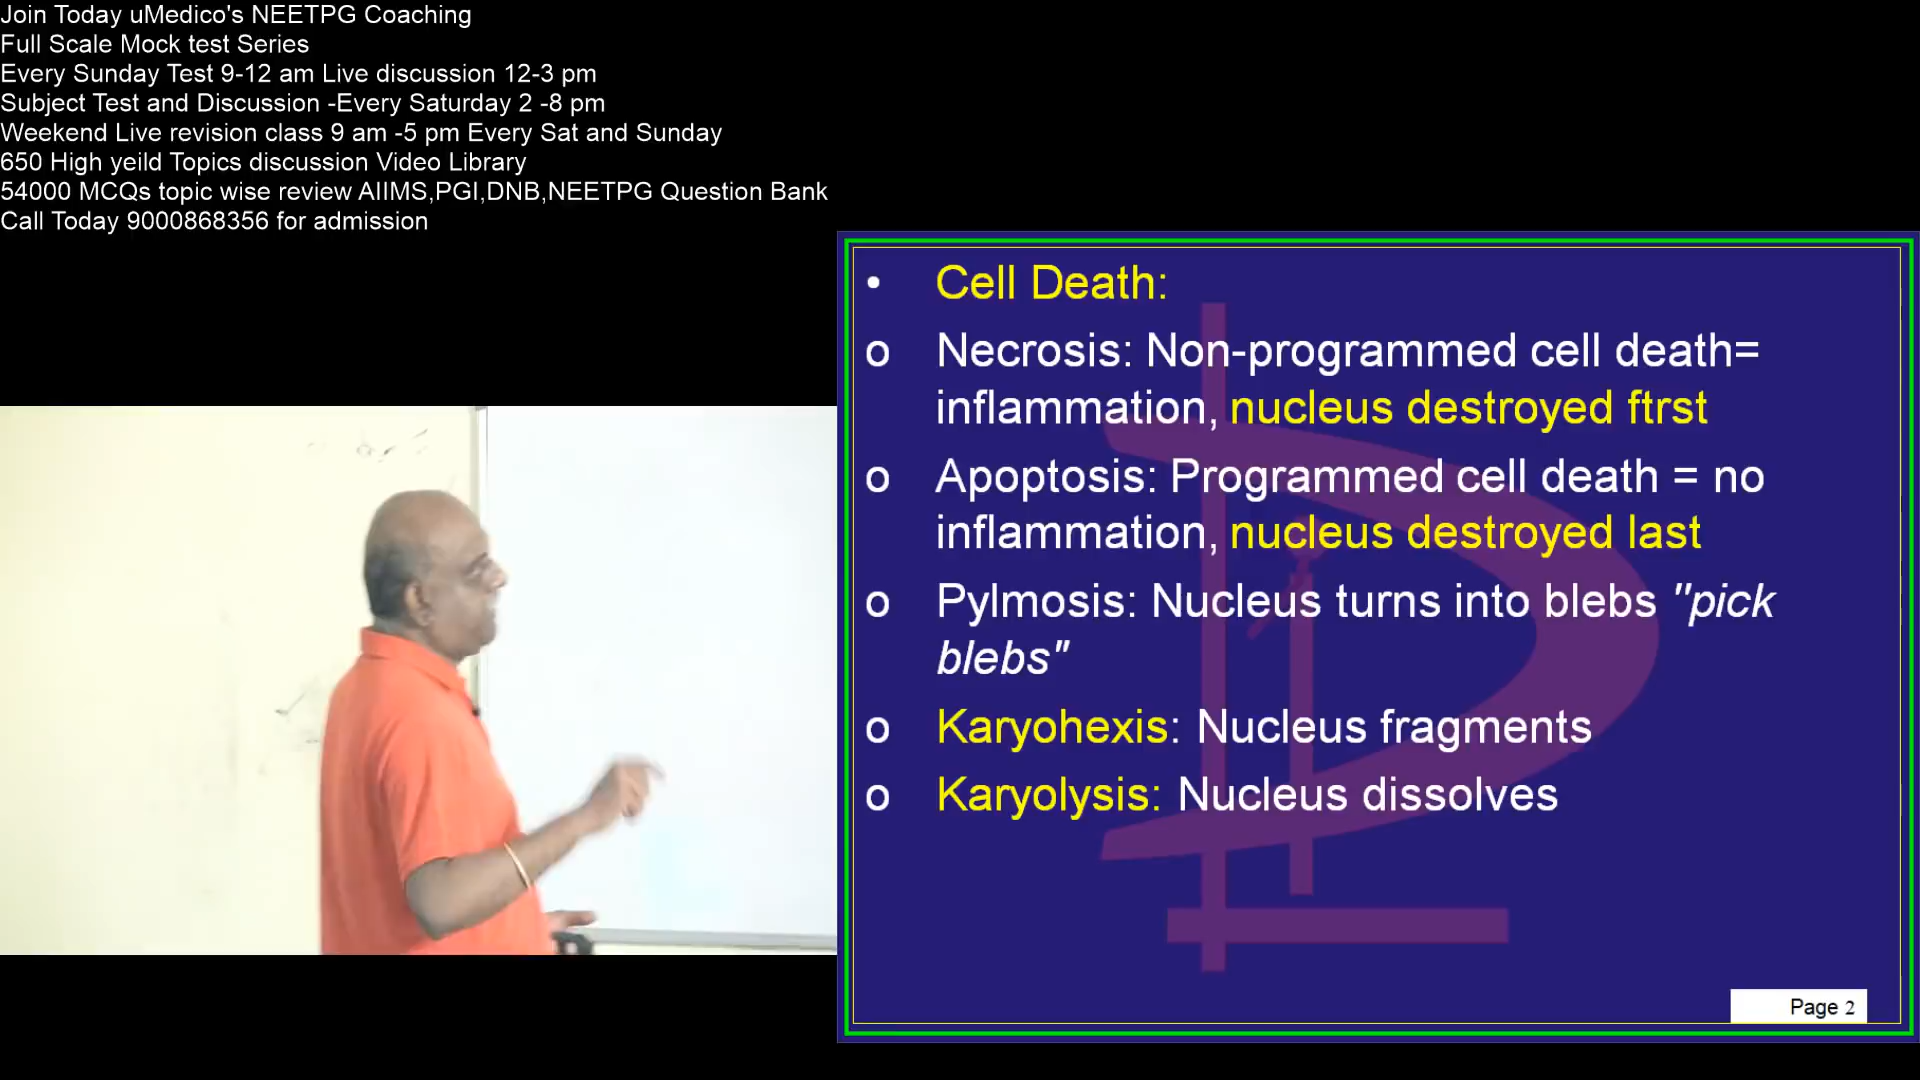 Join Today uMedico's NEETPG Coaching
Full Scale Mock test Series
Every Sunday Test 9-12 am Live discussion 12-3 pm
Subject Test and Discussion -Every Saturday 2 -8 pm
Weekend Live revision class 9 am -5 pm Every Sat and Sunday
650 High yeild Topics discussion Video Library
54000 MCQs topic wise review AIIMS,PGI,DNB,NEETPG Question Bank
Call Today 9000868356 for admission
• Cell Death:
o Necrosis: Non-programmed cell death=
inflammation, nucleus destroyed ftrst
o Apoptosis: Programmed cell death = no
inflammation, nucleus destroyed last
o Pylmosis: Nucleus turns into blebs "pick
blebs"
o Karyohexis: Nucleus fragments
o Karyolysis: Nucleus dissolves
Page 2